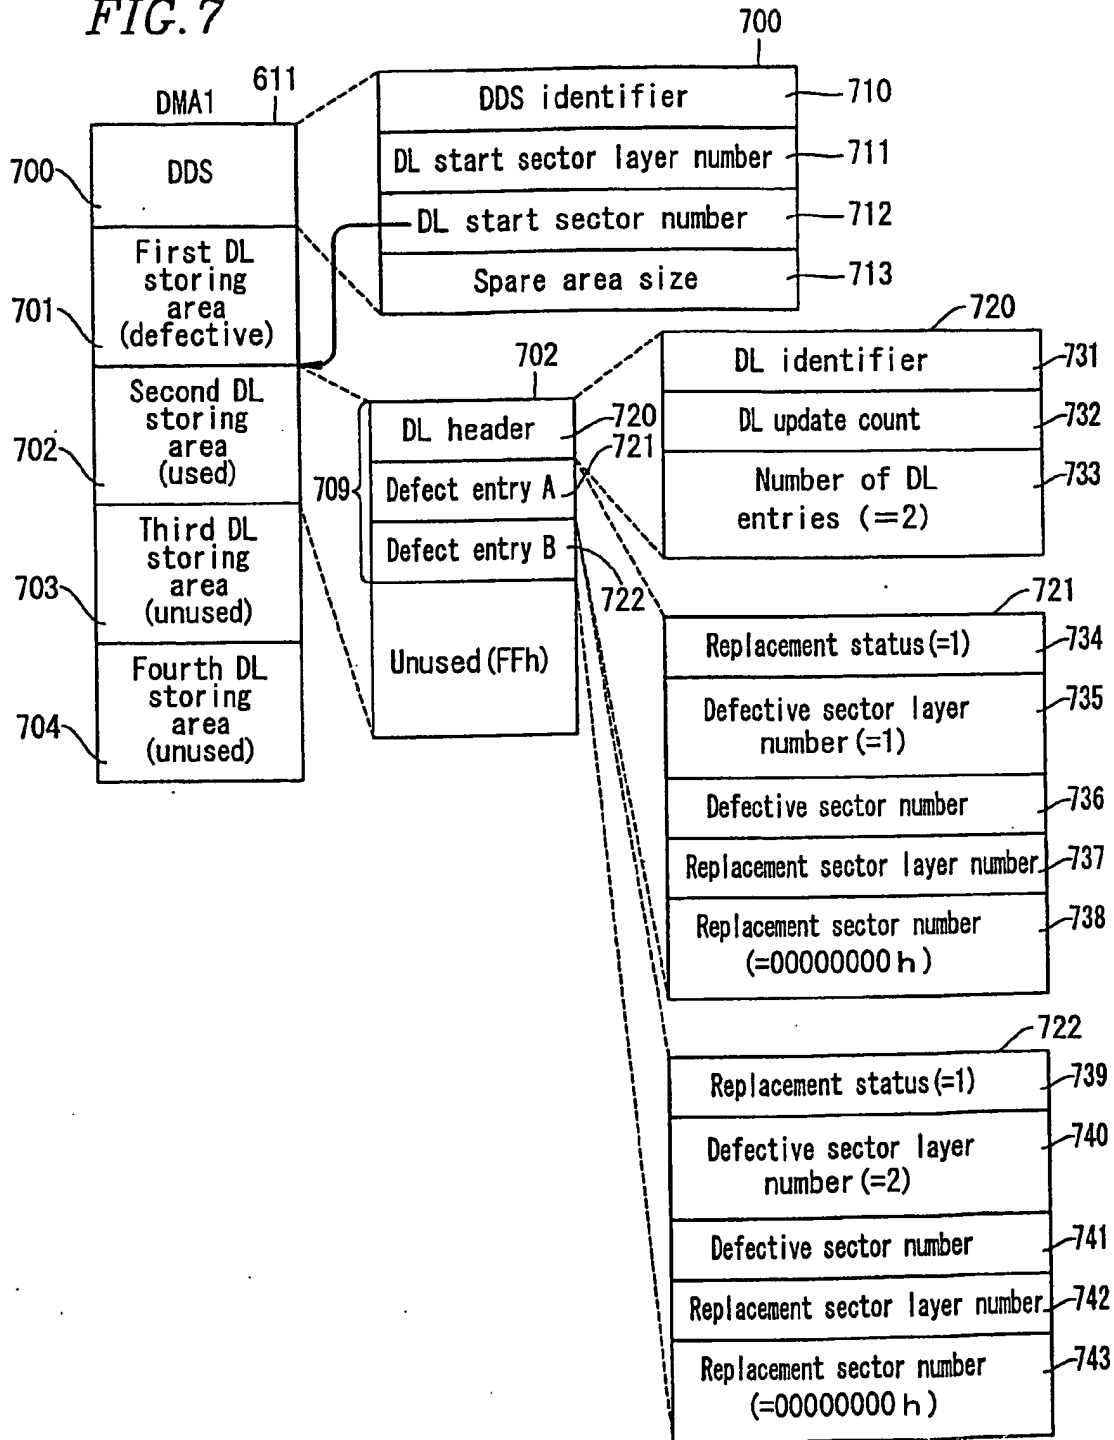 FIG. 7
DMA1
611
700
DDS
701
First DL
storing
area
(defective)
702
Second DL
storing
area
(used)
703
Third DL
storing
area
(unused)
704
Fourth DL
storing
area
(unused)
700
DDS identifier
710
DL start sector layer number
711
DL start sector number
712
Spare area size
713
702
709
DL header
720
Defect entry A
721
Defect entry B
722
Unused (FFh)
720
DL identifier
731
DL update count
732
Number of DL
entries (=2)
733
721
Replacement status (=1)
734
Defective sector layer
number (=1)
735
Defective sector number
736
Replacement sector layer number
737
Replacement sector number
(=00000000 h)
738
722
Replacement status (=1)
739
Defective sector layer
number (=2)
740
Defective sector number
741
Replacement sector layer number
742
Replacement sector number
(=00000000 h)
743